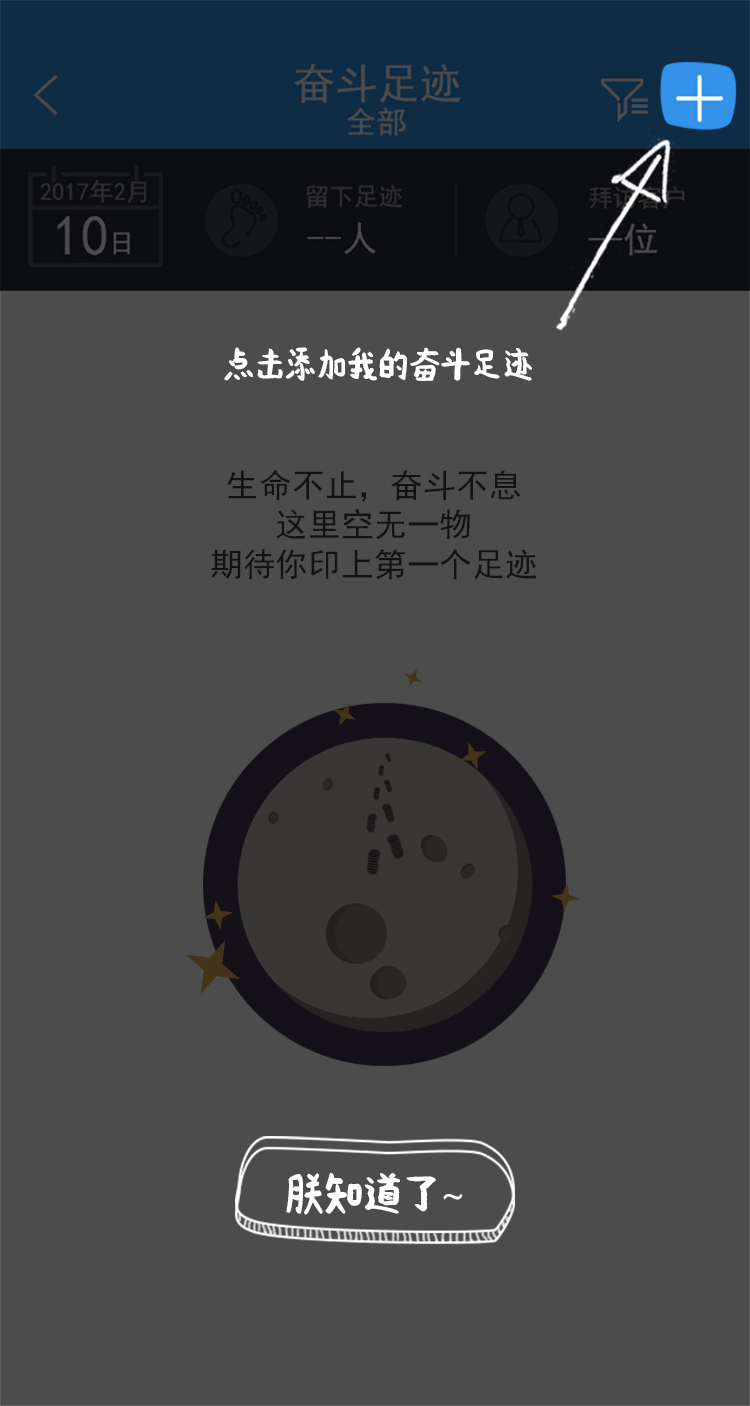 奋斗足迹
全部
2017年2月
10日
留下足迹
--人
拜访客户
--位
点击添加我的奋斗足迹
生命不止，奋斗不息
这里空无一物
期待你印上第一个足迹
朕知道了~